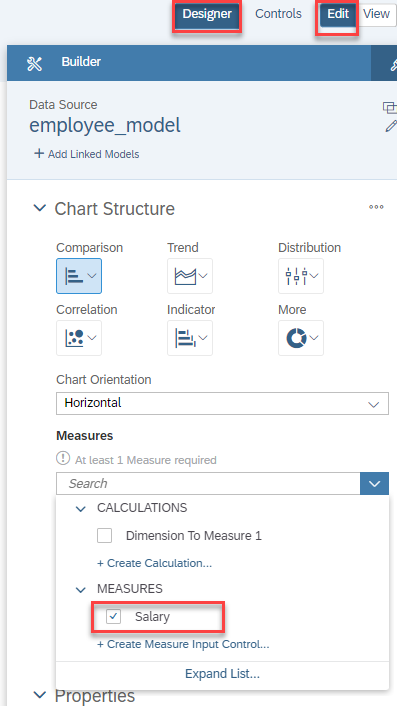 Designer Controls Edit View
Builder
Data Source
employee_model
+ Add Linked Models
Chart Structure
Comparison Trend Distribution
Correlation Indicator More
Chart Orientation
Horizontal
Measures
At least 1 Measure required
Search
CALCULATIONS
Dimension To Measure 1
+ Create Calculation...
MEASURES
Salary
+ Create Measure Input Control...
Expand List...
Properties